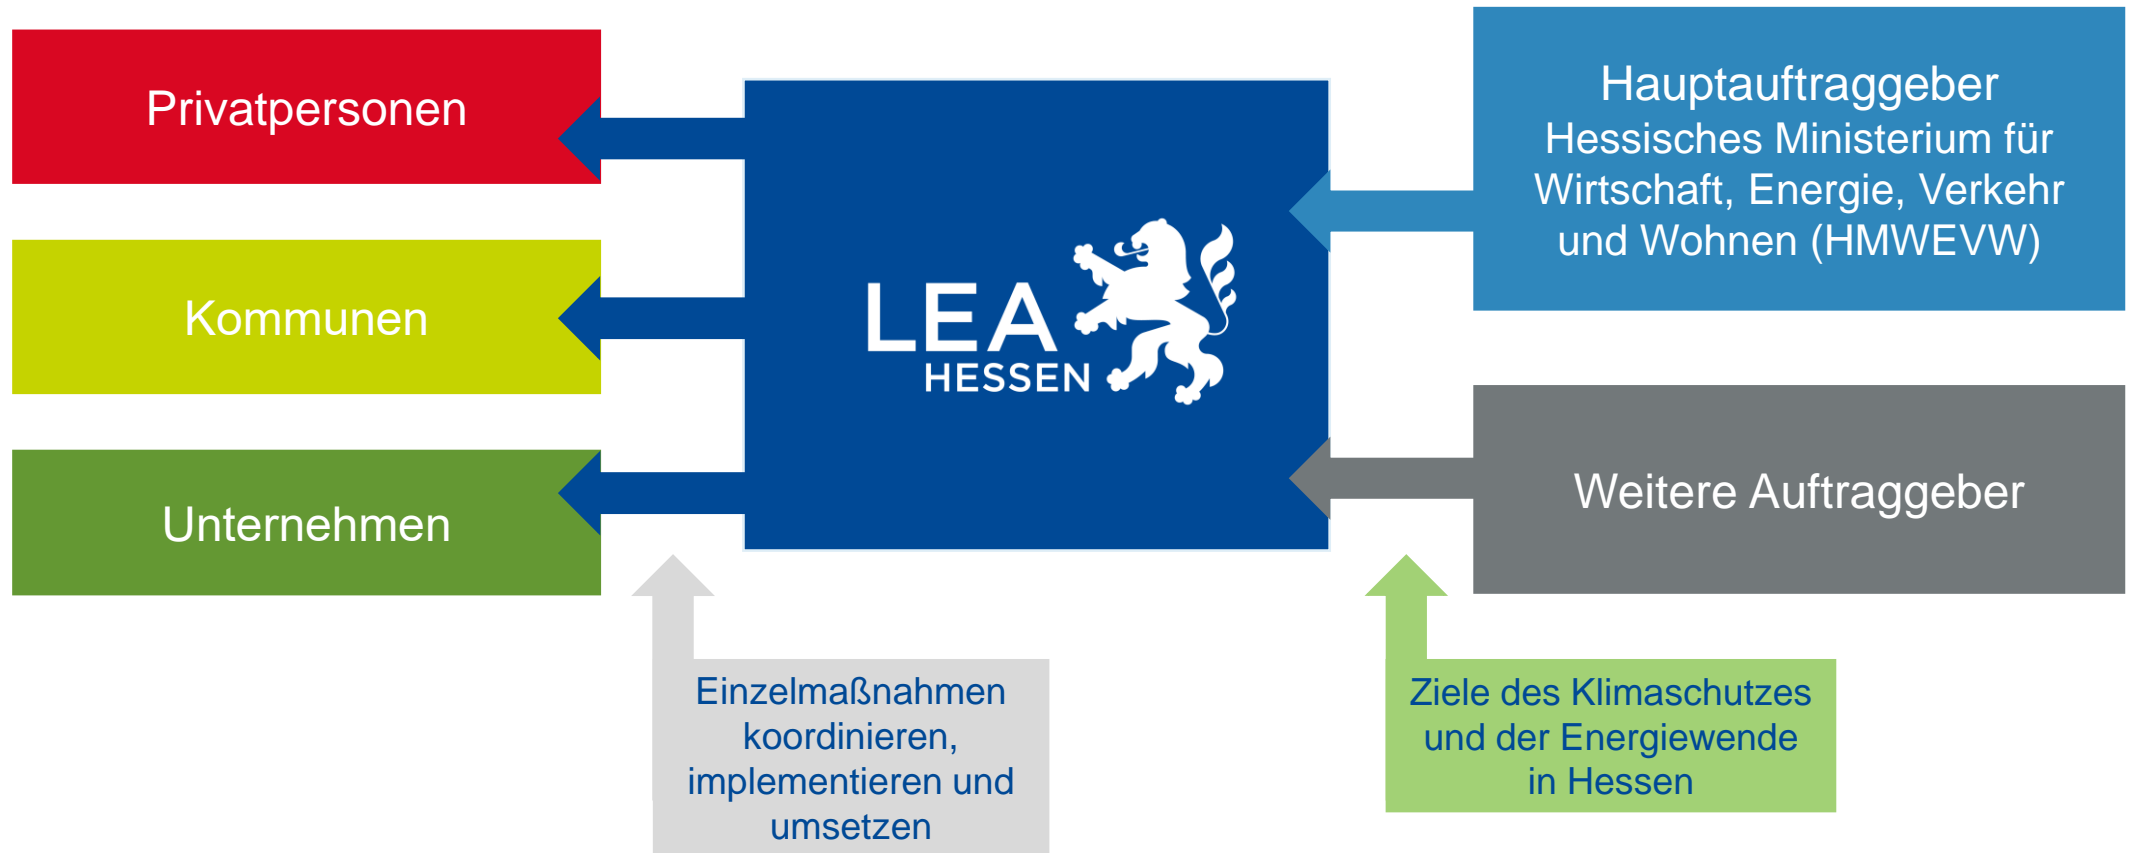 Privatpersonen
Kommunen
Unternehmen
LEA
HESSEN
Hauptauftraggeber
Hessisches Ministerium für
Wirtschaft, Energie, Verkehr
und Wohnen (HMWEVW)
Weitere Auftraggeber
Einzelmaßnahmen
koordinieren,
implementieren und
umsetzen
Ziele des Klimaschutzes
und der Energiewende
in Hessen